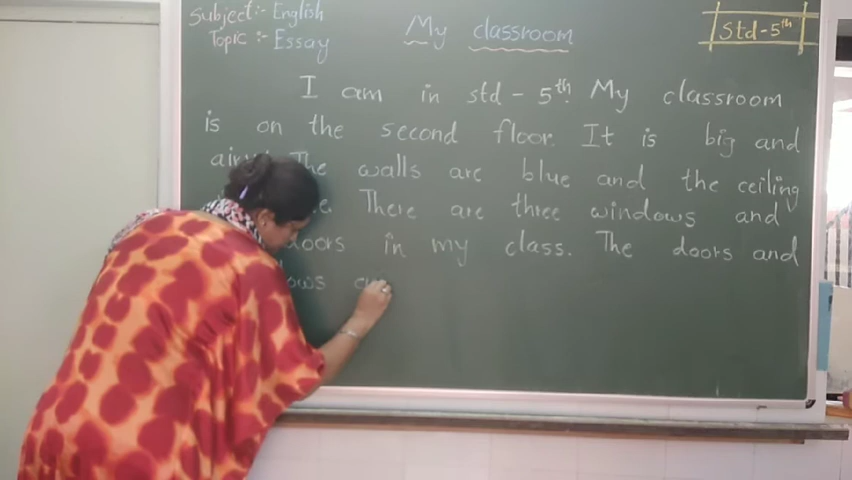 Subject:- English
Topic :- Essay
My classroom
Std-5th
I am in std - 5th. My classroom
is on the second floor. It is big and
The walls are blue and the ceiling
There are three windows and
doors in my class. The doors and